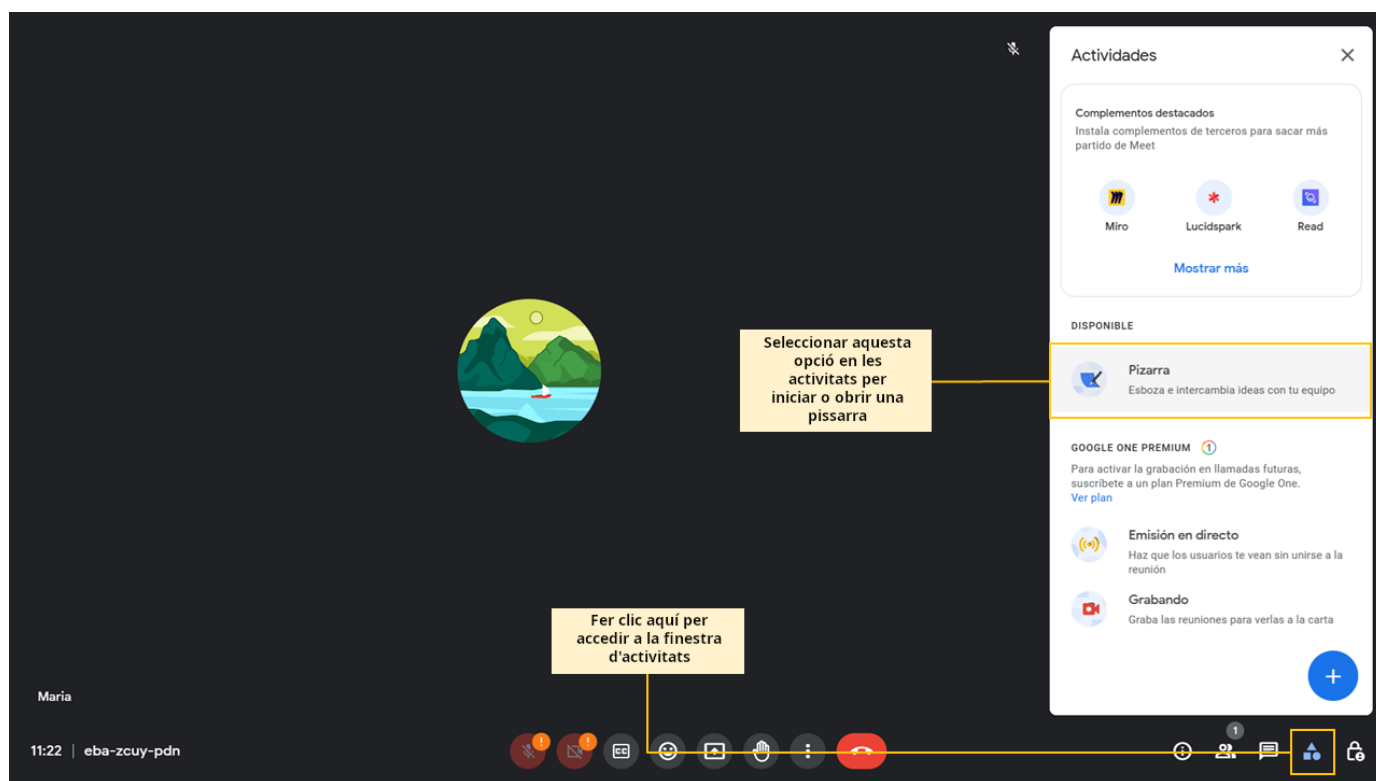 Actividades
Complementos destacados
Instala complementos de terceros para sacar más
partido de Meet
Miro
Lucidspark
Read
Mostrar más
DISPONIBLE
Pizarra
Esboza e intercambia ideas con tu equipo
Seleccionar aquesta
opció en les
activitats per
iniciar o obrir una
pissarra
GOOGLE ONE PREMIUM 1
Para activar la grabación en llamadas futuras,
suscríbete a un plan Premium de Google One.
Ver plan
Emisión en directo
Haz que los usuarios te vean sin unirse a la
reunión
Grabando
Graba las reuniones para verlas a la carta
Fer clic aquí per
accedir a la finestra
d'activitats
Maria
11:22 | eba-zcuy-pdn
CC
1